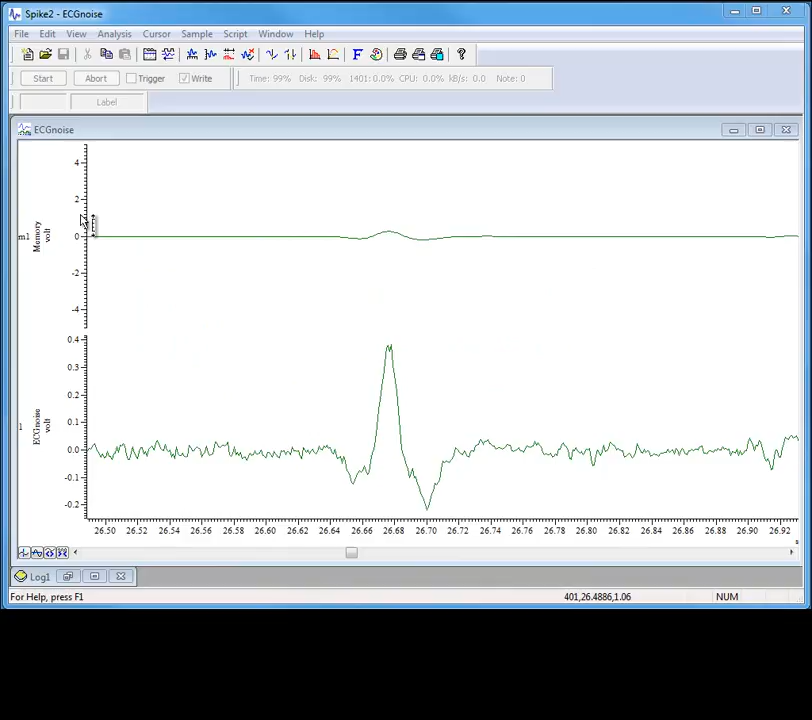 Spike2 - ECGnoise
File Edit View Analysis Cursor Sample Script Window Help
F ?
Start Abort Trigger Write Time: 99% Disk: 99% 1401:0.0% CPU: 0.0% kB/s: 0.0 Note: 0
Label
ECGnoise
4
2
0
-2
-4
m1 Memory
volt
0.4
0.3
0.2
0.1
0.0
-0.1
-0.2
1 ECGnoise
volt
26.50 26.52 26.54 26.56 26.58 26.60 26.62 26.64 26.66 26.68 26.70 26.72 26.74 26.76 26.78 26.80 26.82 26.84 26.86 26.88 26.90 26.92
s
Log1
For Help, press F1 401,26.4886,1.06 NUM